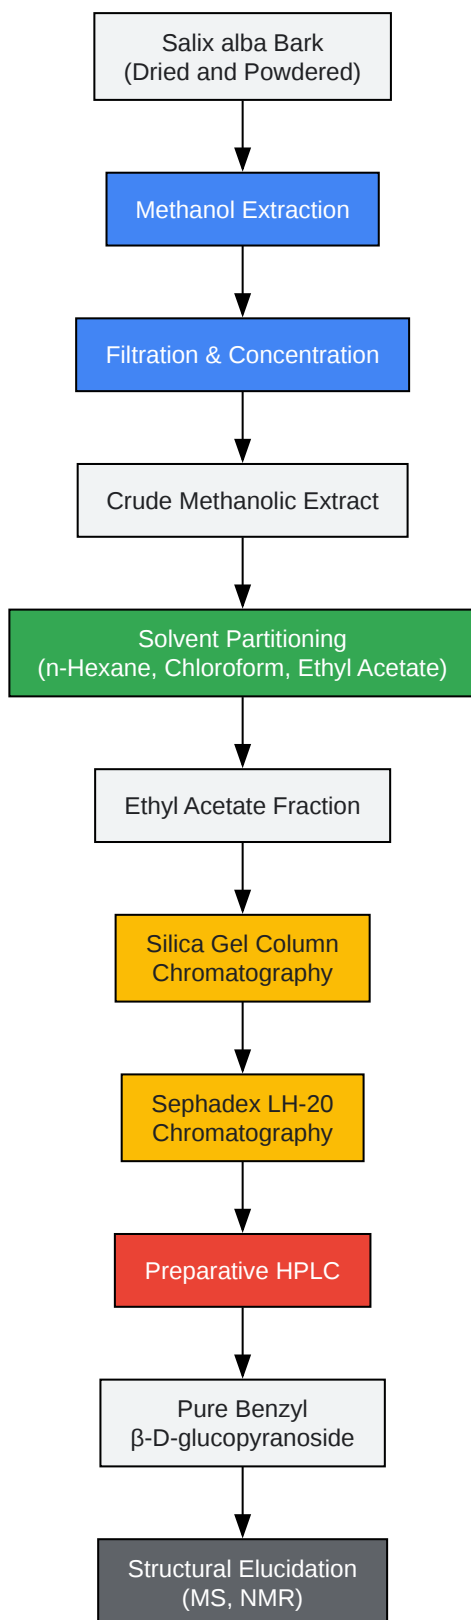 Salix alba Bark
(Dried and Powdered)
Methanol Extraction
Filtration & Concentration
Crude Methanolic Extract
Solvent Partitioning
(n-Hexane, Chloroform, Ethyl Acetate)
Ethyl Acetate Fraction
Silica Gel Column
Chromatography
Sephadex LH-20
Chromatography
Preparative HPLC
Pure Benzyl
β-D-glucopyranoside
Structural Elucidation
(MS, NMR)